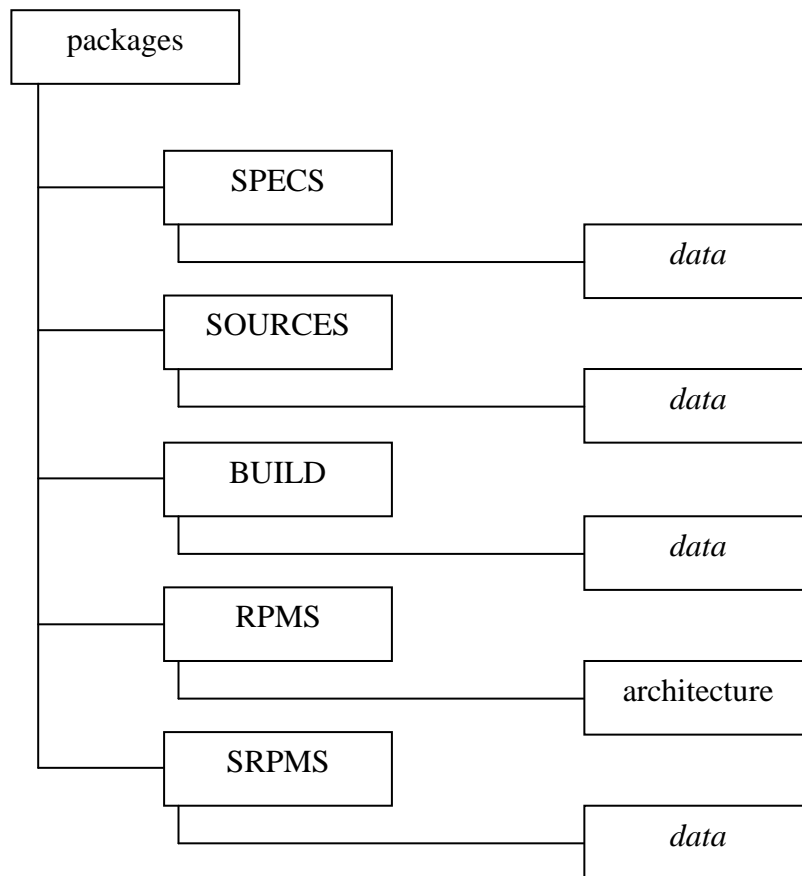 packages
SPECS
data
SOURCES
data
BUILD
data
RPMS
architecture
SRPMS
data